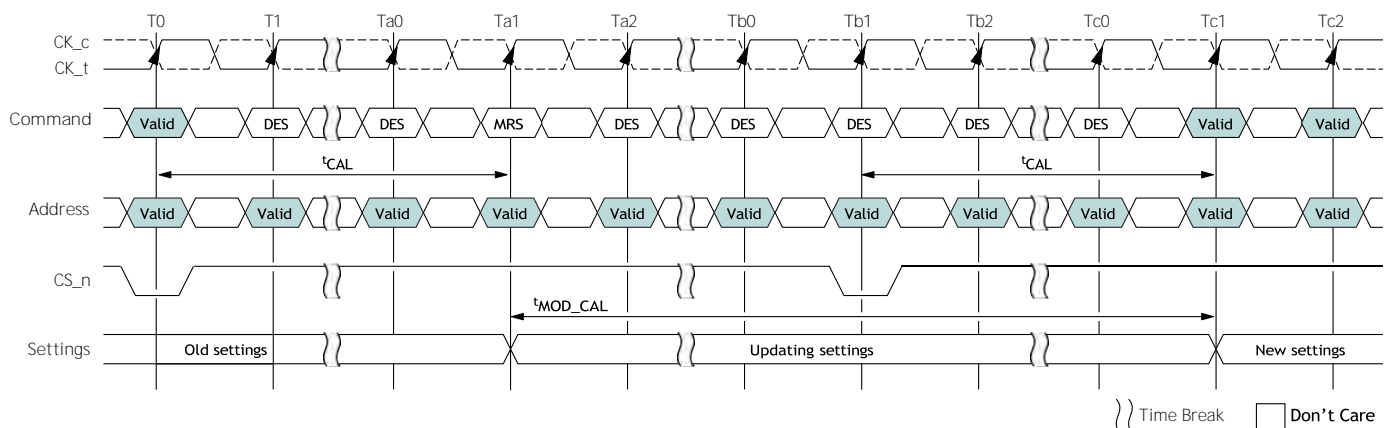 T0 T1 Ta0 Ta1 Ta2 Tb0 Tb1 Tb2 Tc0 Tc1 Tc2
CK_c
CK_t
Command Valid DES DES MRS DES DES DES DES DES Valid Valid
tCAL tCAL
Address Valid Valid Valid Valid Valid Valid Valid Valid Valid Valid Valid
CS_n
tMOD_CAL
Settings Old settings Updating settings New settings
Time Break Don't Care